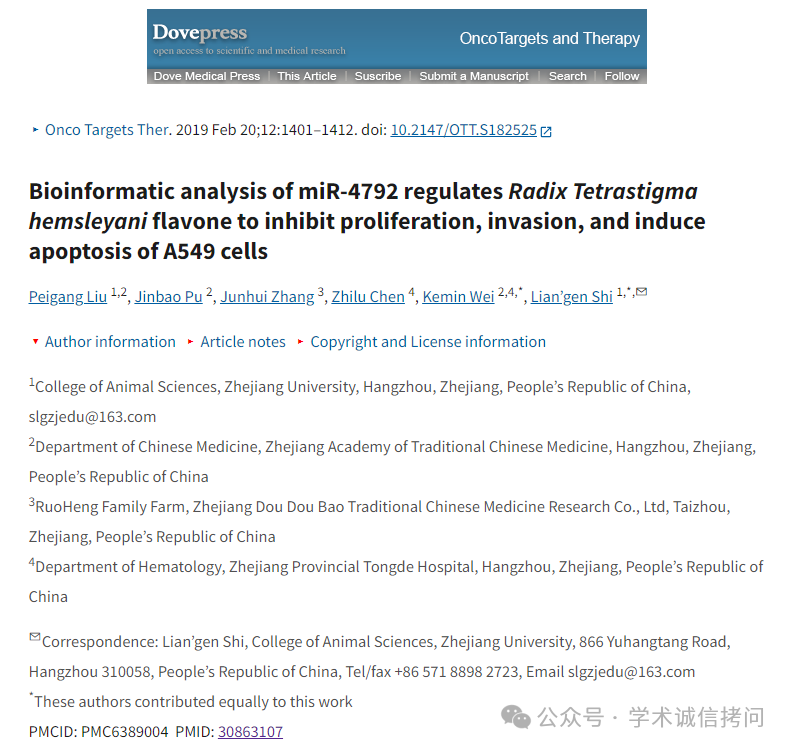 Dovepress
open access to scientific and medical research
OncoTargets and Therapy
Dove Medical Press | This Article | Suscribe | Submit a Manuscript | Search | Follow
‣ Onco Targets Ther. 2019 Feb 20;12:1401–1412. doi: 10.2147/OTT.S182525
Bioinformatic analysis of miR-4792 regulates Radix Tetrastigma
hemsleyani flavone to inhibit proliferation, invasion, and induce
apoptosis of A549 cells
Peigang Liu 1,2, Jinbao Pu 2, Junhui Zhang 3, Zhilu Chen 4, Kemin Wei 2,4,*, Lian’gen Shi 1,*,✉
▾ Author information ▸ Article notes ▸ Copyright and License information
1College of Animal Sciences, Zhejiang University, Hangzhou, Zhejiang, People’s Republic of China,
slgzjedu@163.com
2Department of Chinese Medicine, Zhejiang Academy of Traditional Chinese Medicine, Hangzhou, Zhejiang,
People’s Republic of China
3RuoHeng Family Farm, Zhejiang Dou Dou Bao Traditional Chinese Medicine Research Co., Ltd, Taizhou,
Zhejiang, People’s Republic of China
4Department of Hematology, Zhejiang Provincial Tongde Hospital, Hangzhou, Zhejiang, People’s Republic of
China
✉Correspondence: Lian’gen Shi, College of Animal Sciences, Zhejiang University, 866 Yuhangtang Road,
Hangzhou 310058, People’s Republic of China, Tel/fax +86 571 8898 2723, Email slgzjedu@163.com
*These authors contributed equally to this work
PMCID: PMC6389004 PMID: 30863107
公众号 · 学术诚信拷问